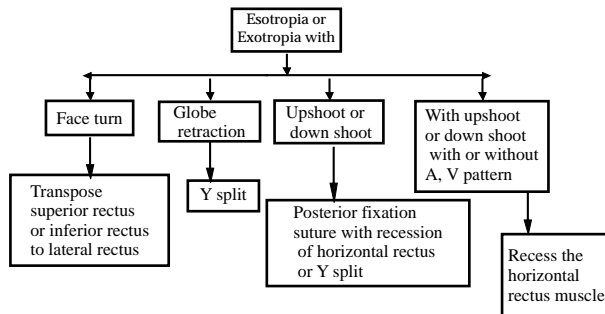 Esotropia or
Exotropia with
Face turn
Globe
retraction
Upshoot or
down shoot
With upshoot
or down shoot
with or without
A, V pattern
Transpose
superior rectus
or inferior rectus
to lateral rectus
Y split
Posterior fixation
suture with recession
of horizontal rectus
or Y split
Recess the
horizontal
rectus muscle